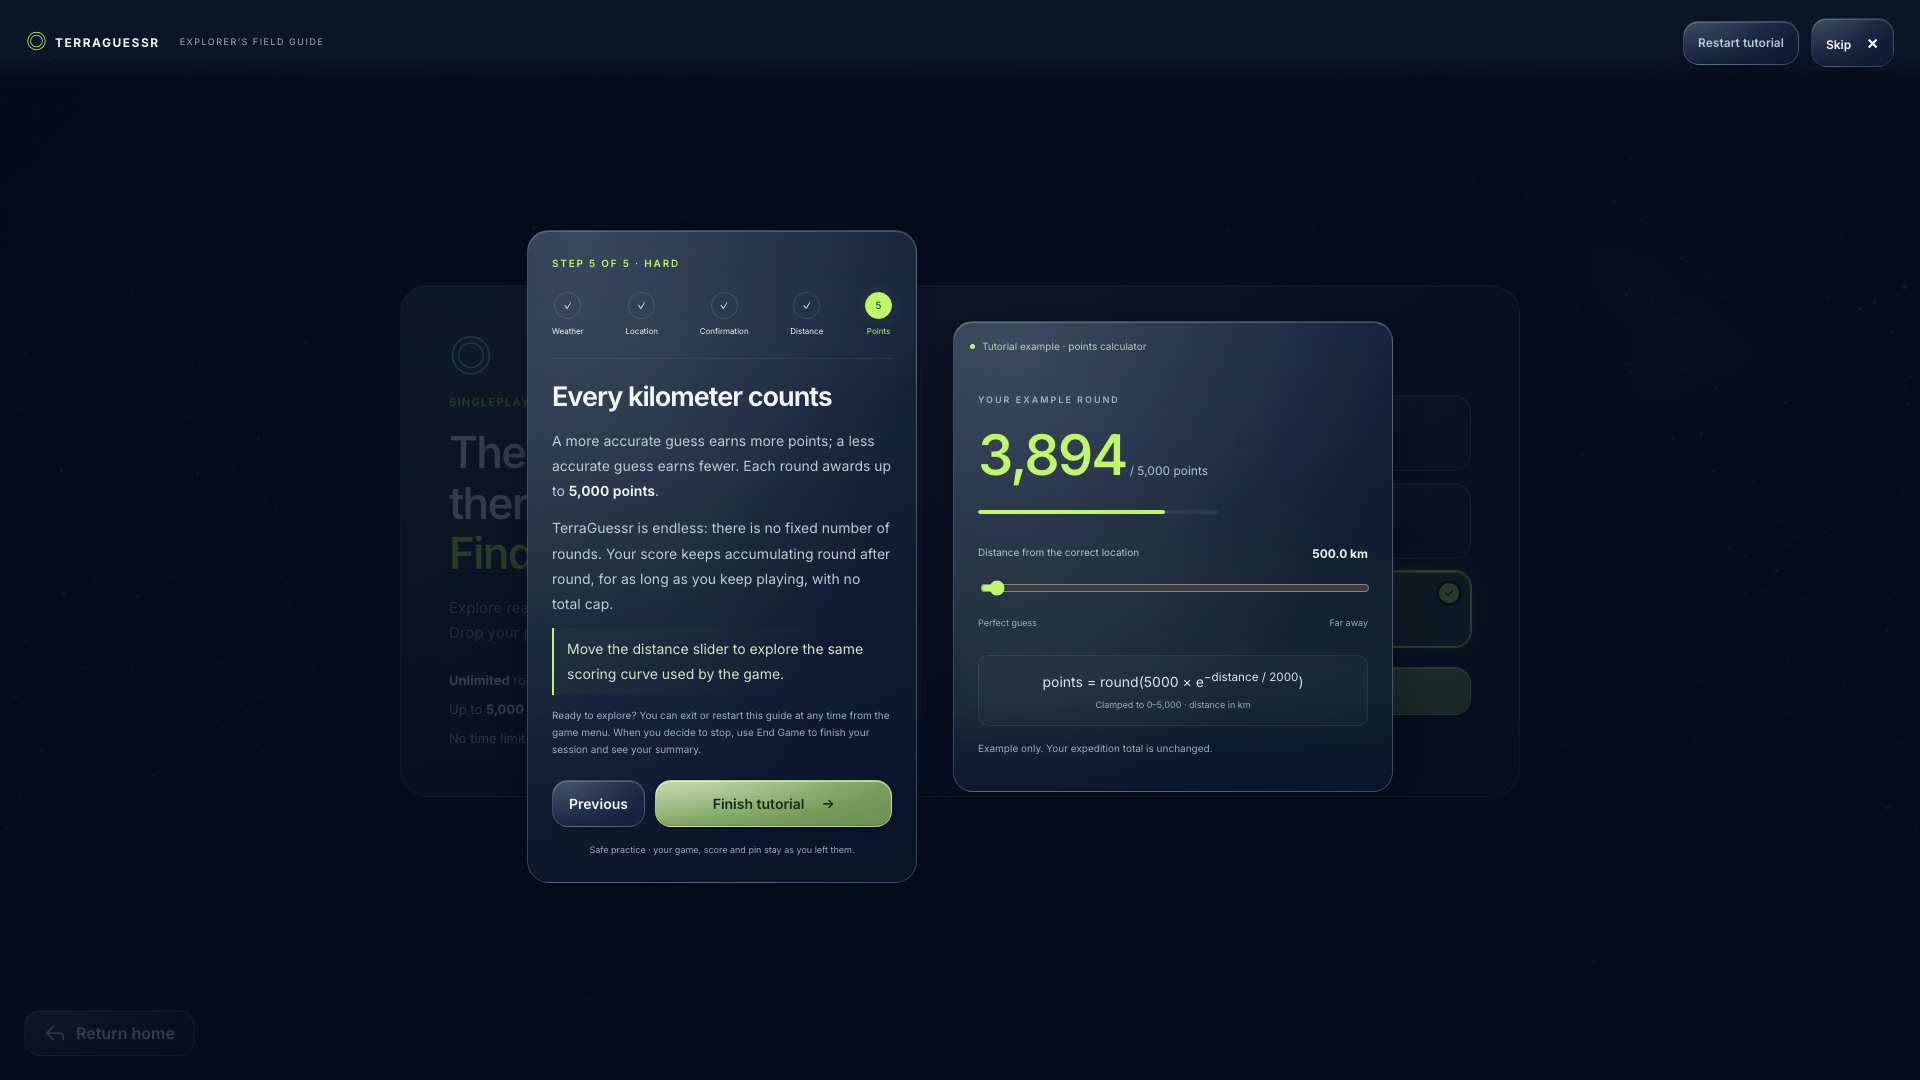 TERRAGUESSR
EXPLORER'S FIELD GUIDE
Restart tutorial
Skip ✕
STEP 5 OF 5 · HARD
✓ ✓ ✓ ✓ 5
Weather Location Confirmation Distance Points
Every kilometer counts
A more accurate guess earns more points; a less
accurate guess earns fewer. Each round awards up
to 5,000 points.
TerraGuessr is endless: there is no fixed number of
rounds. Your score keeps accumulating round after
round, for as long as you keep playing, with no
total cap.
Move the distance slider to explore the same
scoring curve used by the game.
Ready to explore? You can exit or restart this guide at any time from the
game menu. When you decide to stop, use End Game to finish your
session and see your summary.
Previous
Finish tutorial →
Safe practice · your game, score and pin stay as you left them.
Tutorial example · points calculator
YOUR EXAMPLE ROUND
3,894 / 5,000 points
Distance from the correct location 500.0 km
Perfect guess Far away
points = round(5000 × e−distance / 2000)
Clamped to 0–5,000 · distance in km
Example only. Your expedition total is unchanged.
SINGLEPLAY
The
ther
Find
Explore rea
Drop your
Unlimited ro
Up to 5,000
No time limit
Return home